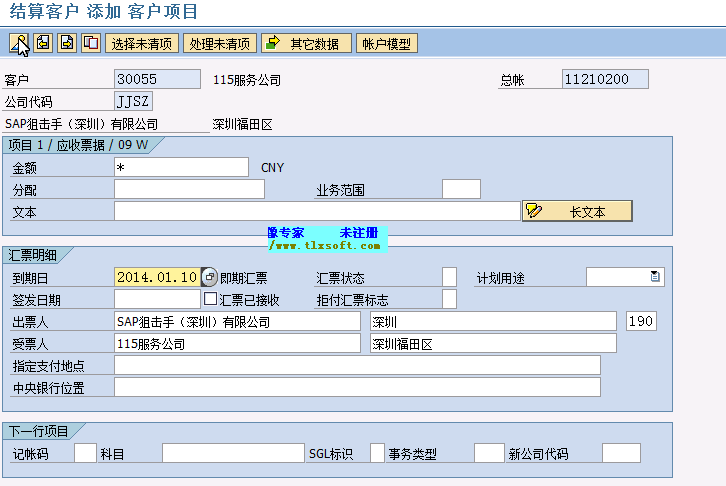 结算客户 添加 客户项目
选择未清项 处理未清项 其它数据 帐户模型
客户 30055 115服务公司 总帐 11210200
公司代码 JJSZ
SAP狙击手（深圳）有限公司 深圳福田区
项目 1 / 应收票据 / 09 W
金额 * CNY
分配 业务范围
文本 长文本
像专家 未注册
/www.tlxsoft.com
汇票明细
到期日 2014.01.10 即期汇票 汇票状态 计划用途
签发日期 汇票已接收 拒付汇票标志
出票人 SAP狙击手（深圳）有限公司 深圳 190
受票人 115服务公司 深圳福田区
指定支付地点
中央银行位置
下一行项目
记帐码 科目 SGL标识 事务类型 新公司代码